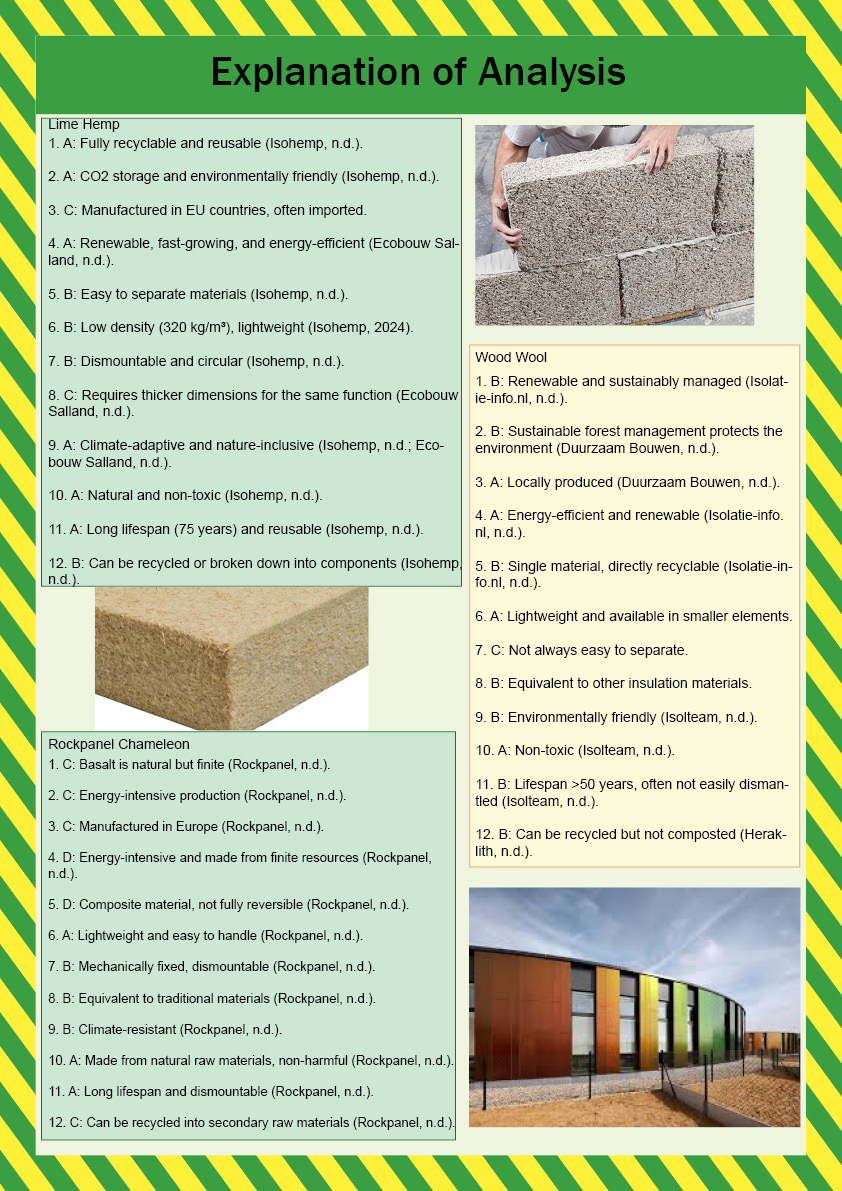 Explanation of Analysis
Lime Hemp
1. A: Fully recyclable and reusable (Isohemp, n.d.).
2. A: CO2 storage and environmentally friendly (Isohemp, n.d.).
3. C: Manufactured in EU countries, often imported.
4. A: Renewable, fast-growing, and energy-efficient (Ecobouw Sal-
land, n.d.).
5. B: Easy to separate materials (Isohemp, n.d.).
6. B: Low density (320 kg/m³), lightweight (Isohemp, 2024).
7. B: Dismountable and circular (Isohemp, n.d.).
8. C: Requires thicker dimensions for the same function (Ecobouw
Salland, n.d.).
9. A: Climate-adaptive and nature-inclusive (Isohemp, n.d.; Eco-
bouw Salland, n.d.).
10. A: Natural and non-toxic (Isohemp, n.d.).
11. A: Long lifespan (75 years) and reusable (Isohemp, n.d.).
12. B: Can be recycled or broken down into components (Isohemp,
n.d.).
Wood Wool
1. B: Renewable and sustainably managed (Isolat-
ie-info.nl, n.d.).
2. B: Sustainable forest management protects the
environment (Duurzaam Bouwen, n.d.).
3. A: Locally produced (Duurzaam Bouwen, n.d.).
4. A: Energy-efficient and renewable (Isolatie-info.
nl, n.d.).
5. B: Single material, directly recyclable (Isolatie-in-
fo.nl, n.d.).
6. A: Lightweight and available in smaller elements.
7. C: Not always easy to separate.
8. B: Equivalent to other insulation materials.
9. B: Environmentally friendly (Isolteam, n.d.).
10. A: Non-toxic (Isolteam, n.d.).
11. B: Lifespan >50 years, often not easily disman-
tled (Isolteam, n.d.).
12. B: Can be recycled but not composted (Herak-
lith, n.d.).
Rockpanel Chameleon
1. C: Basalt is natural but finite (Rockpanel, n.d.).
2. C: Energy-intensive production (Rockpanel, n.d.).
3. C: Manufactured in Europe (Rockpanel, n.d.).
4. D: Energy-intensive and made from finite resources (Rockpanel,
n.d.).
5. D: Composite material, not fully reversible (Rockpanel, n.d.).
6. A: Lightweight and easy to handle (Rockpanel, n.d.).
7. B: Mechanically fixed, dismountable (Rockpanel, n.d.).
8. B: Equivalent to traditional materials (Rockpanel, n.d.).
9. B: Climate-resistant (Rockpanel, n.d.).
10. A: Made from natural raw materials, non-harmful (Rockpanel, n.d.).
11. A: Long lifespan and dismountable (Rockpanel, n.d.).
12. C: Can be recycled into secondary raw materials (Rockpanel, n.d.).